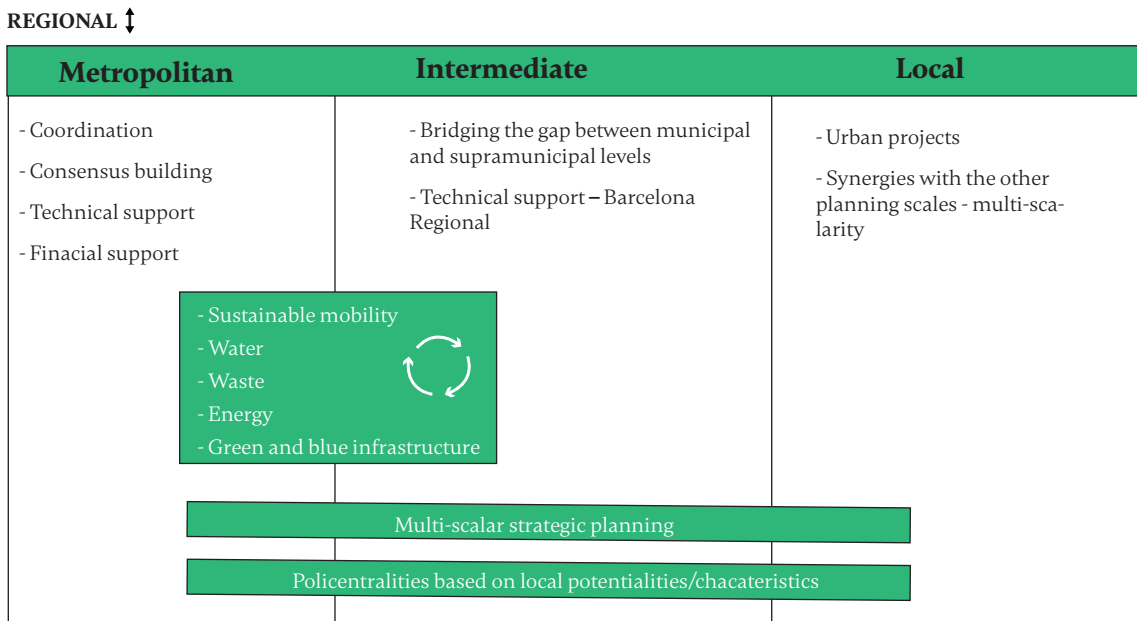 REGIONAL
Metropolitan
Intermediate
Local
- Coordination
- Consensus building
- Technical support
- Finacial support
- Bridging the gap between municipal
and supramunicipal levels
- Technical support – Barcelona
Regional
- Urban projects
- Synergies with the other
planning scales - multi-sca-
larity
- Sustainable mobility
- Water
- Waste
- Energy
- Green and blue infrastructure
Multi-scalar strategic planning
Policentralities based on local potentialities/chacateristics